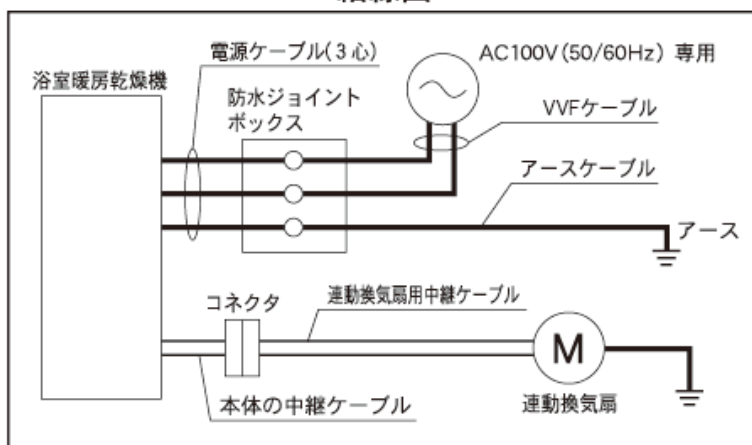 電源ケーブル(3心)
AC100V(50/60Hz) 専用
浴室暖房乾燥機
防水ジョイント
ボックス
VVFケーブル
アースケーブル
アース
コネクタ
連動換気扇用中継ケーブル
M
本体の中継ケーブル
連動換気扇